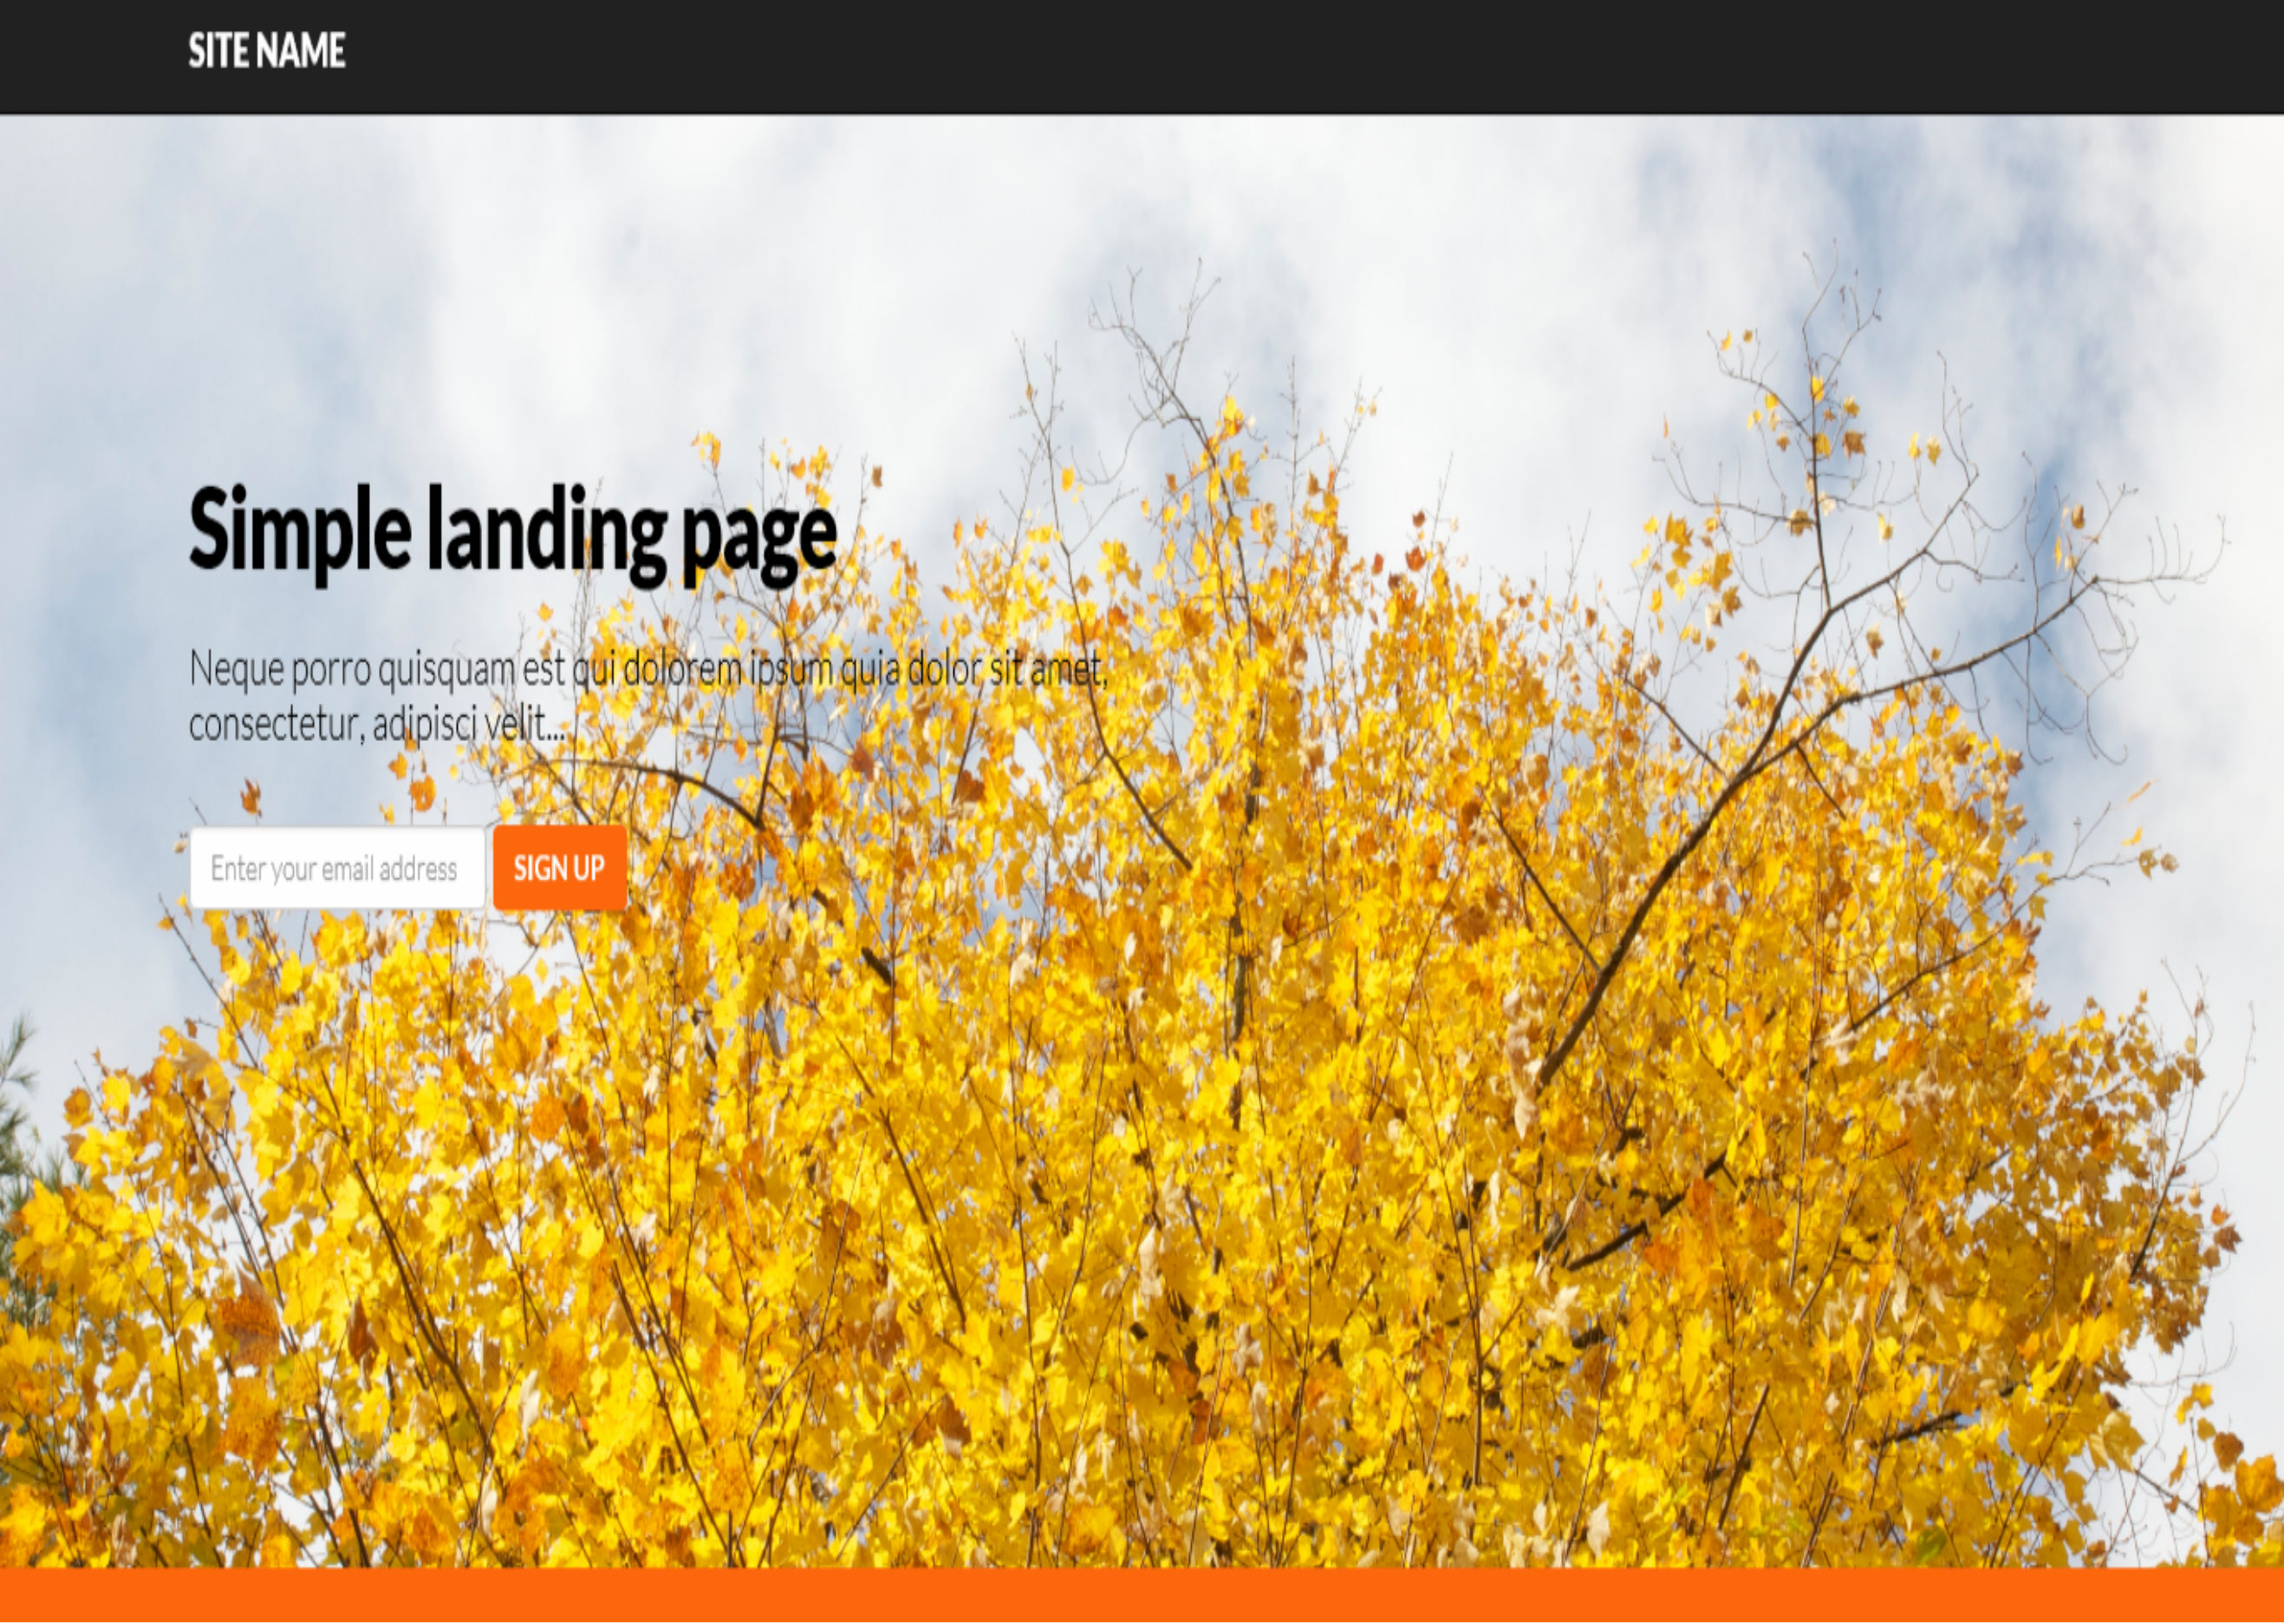 SITE NAME
Simple landing page
Neque porro quisquam est qui dolorem ipsum quia dolor sit amet,
consectetur, adipisci velit...
Enter your email address SIGN UP